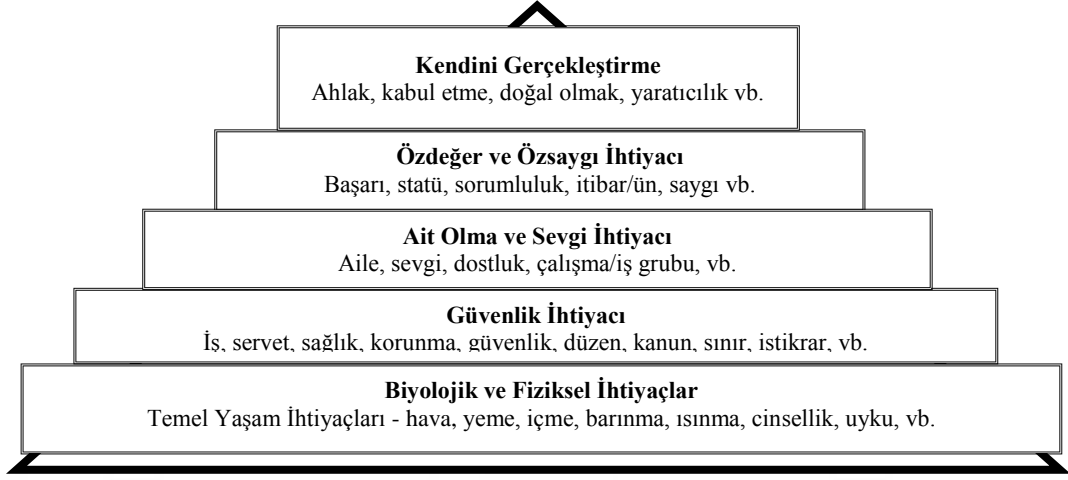 Kendini Gerçekleştirme
Ahlak, kabul etme, doğal olmak, yaratıcılık vb.
Özdeğer ve Özsaygı İhtiyacı
Başarı, statü, sorumluluk, itibar/ün, saygı vb.
Ait Olma ve Sevgi İhtiyacı
Aile, sevgi, dostluk, çalışma/iş grubu, vb.
Güvenlik İhtiyacı
İş, servet, sağlık, korunma, güvenlik, düzen, kanun, sınır, istikrar, vb.
Biyolojik ve Fiziksel İhtiyaçlar
Temel Yaşam İhtiyaçları - hava, yeme, içme, barınma, ısınma, cinsellik, uyku, vb.